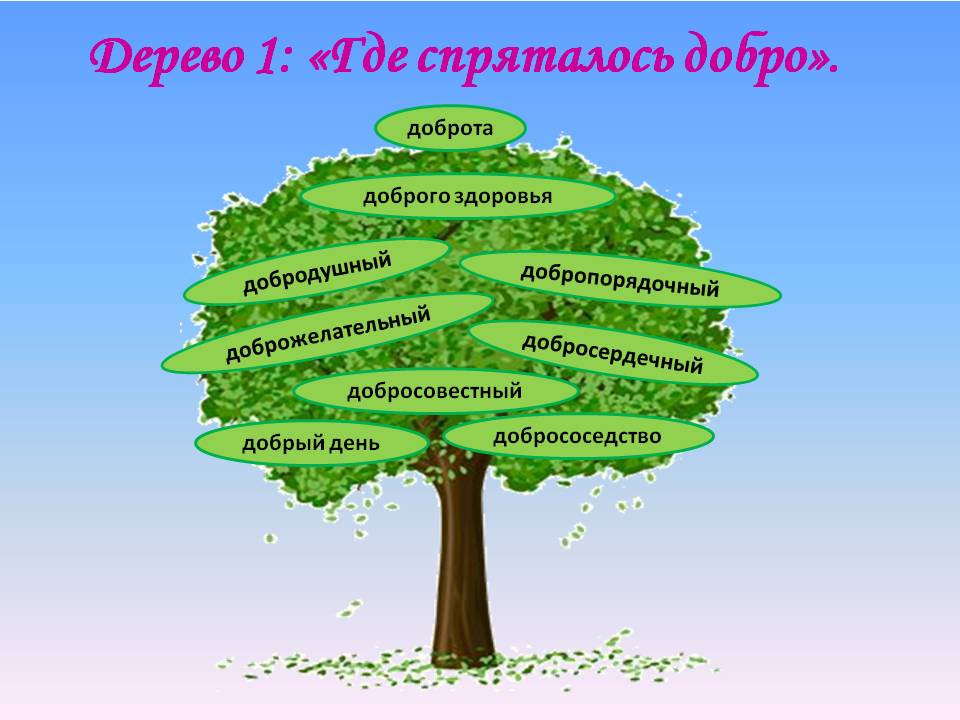 Дерево 1: «Где спряталось добро».
доброта
доброго здоровья
добродушный
добропорядочный
доброжелательный
добросердечный
добросовестный
добрый день
добрососедство